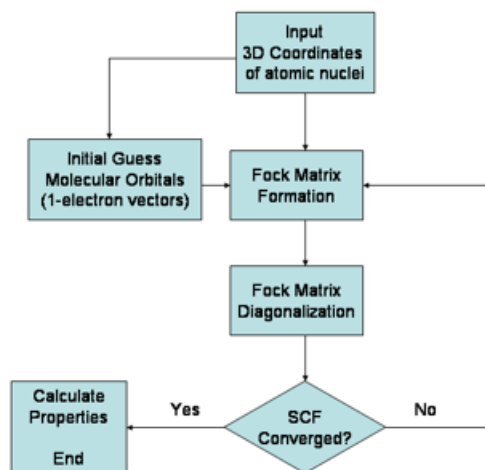 Input
3D Coordinates
of atomic nuclei
Initial Guess
Molecular Orbitals
(1-electron vectors)
Fock Matrix
Formation
Fock Matrix
Diagonalization
SCF
Converged?
Yes
No
Calculate
Properties
End